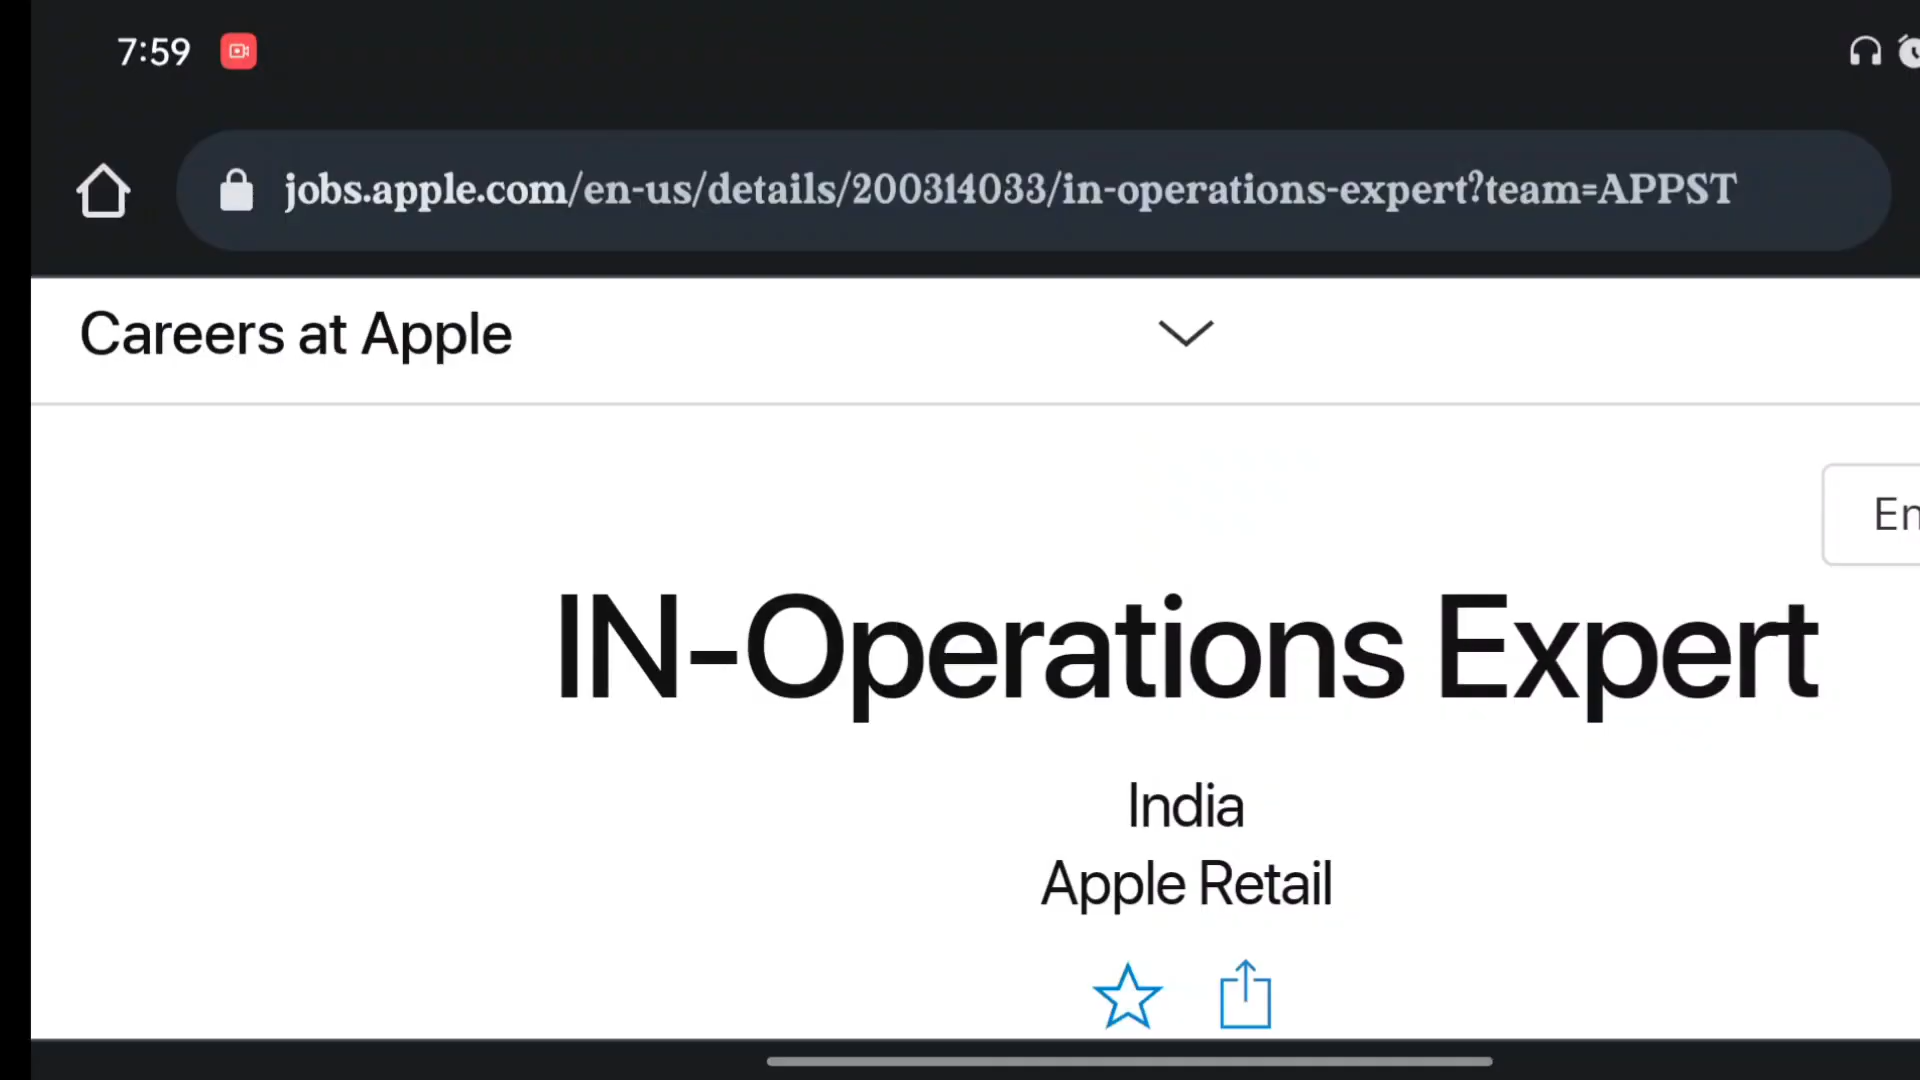 7:59
jobs.apple.com/en-us/details/200314033/in-operations-expert?team=APPST
Careers at Apple
En
IN-Operations Expert
India
Apple Retail